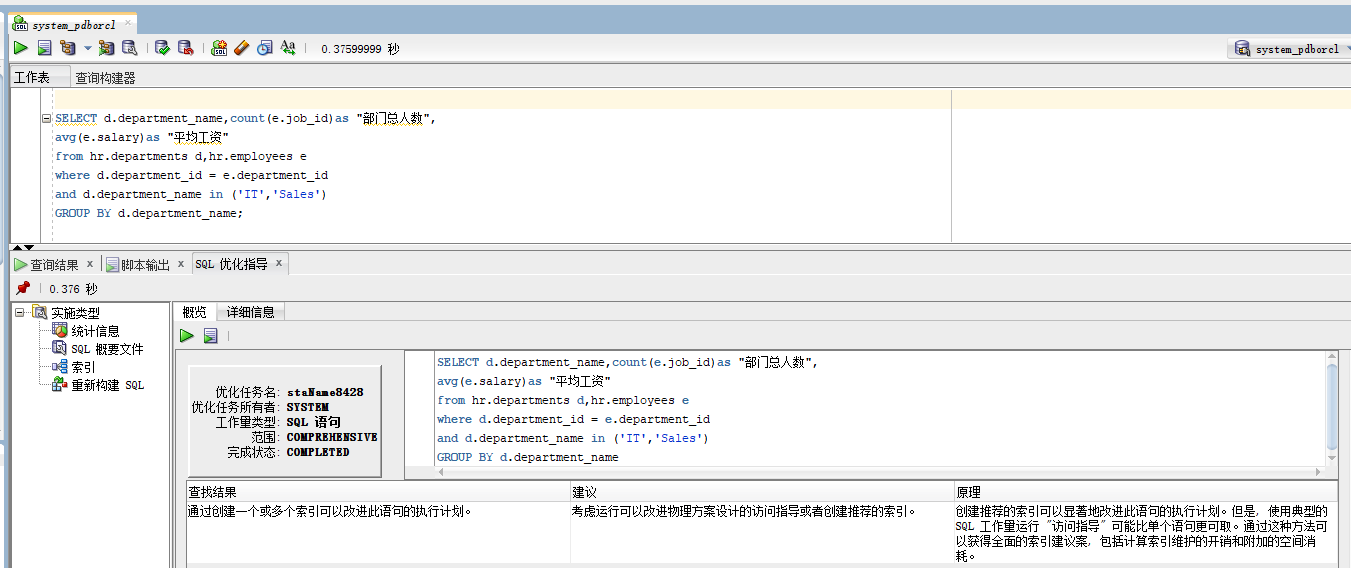 system_pdborcl
0.37599999 秒
system_pdborcl
工作表
查询构建器
SELECT d.department_name,count(e.job_id)as "部门总人数",
avg(e.salary)as "平均工资"
from hr.departments d,hr.employees e
where d.department_id = e.department_id
and d.department_name in ('IT','Sales')
GROUP BY d.department_name;
查询结果 x
脚本输出 x
SQL 优化指导 x
0.376 秒
实施类型
统计信息
SQL 概要文件
索引
重新构建 SQL
概览
详细信息
优化任务名: staName8428
优化任务所有者: SYSTEM
工作量类型: SQL 语句
范围: COMPREHENSIVE
完成状态: COMPLETED
SELECT d.department_name,count(e.job_id)as "部门总人数",
avg(e.salary)as "平均工资"
from hr.departments d,hr.employees e
where d.department_id = e.department_id
and d.department_name in ('IT','Sales')
GROUP BY d.department_name
查找结果
建议
原理
通过创建一个或多个索引可以改进此语句的执行计划。
考虑运行可以改进物理方案设计的访问指导或者创建推荐的索引。
创建推荐的索引可以显著地改进此语句的执行计划。但是, 使用典型的
SQL 工作量运行 "访问指导" 可能比单个语句更可取。通过这种方法可
以获得全面的索引建议案, 包括计算索引维护的开销和附加的空间消
耗。